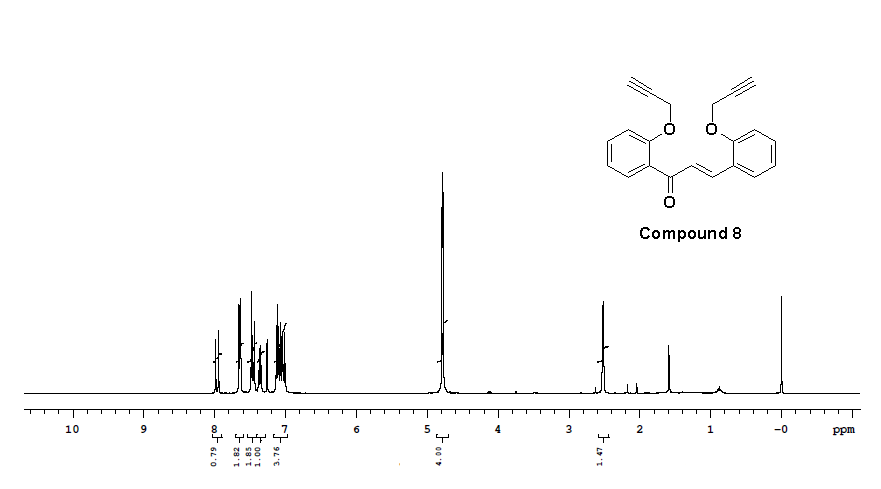 O O
O
Compound 8
10 9 8 7 6 5 4 3 2 1 -0 ppm
0.79 1.82 1.85 1.00 3.76 4.00 1.47